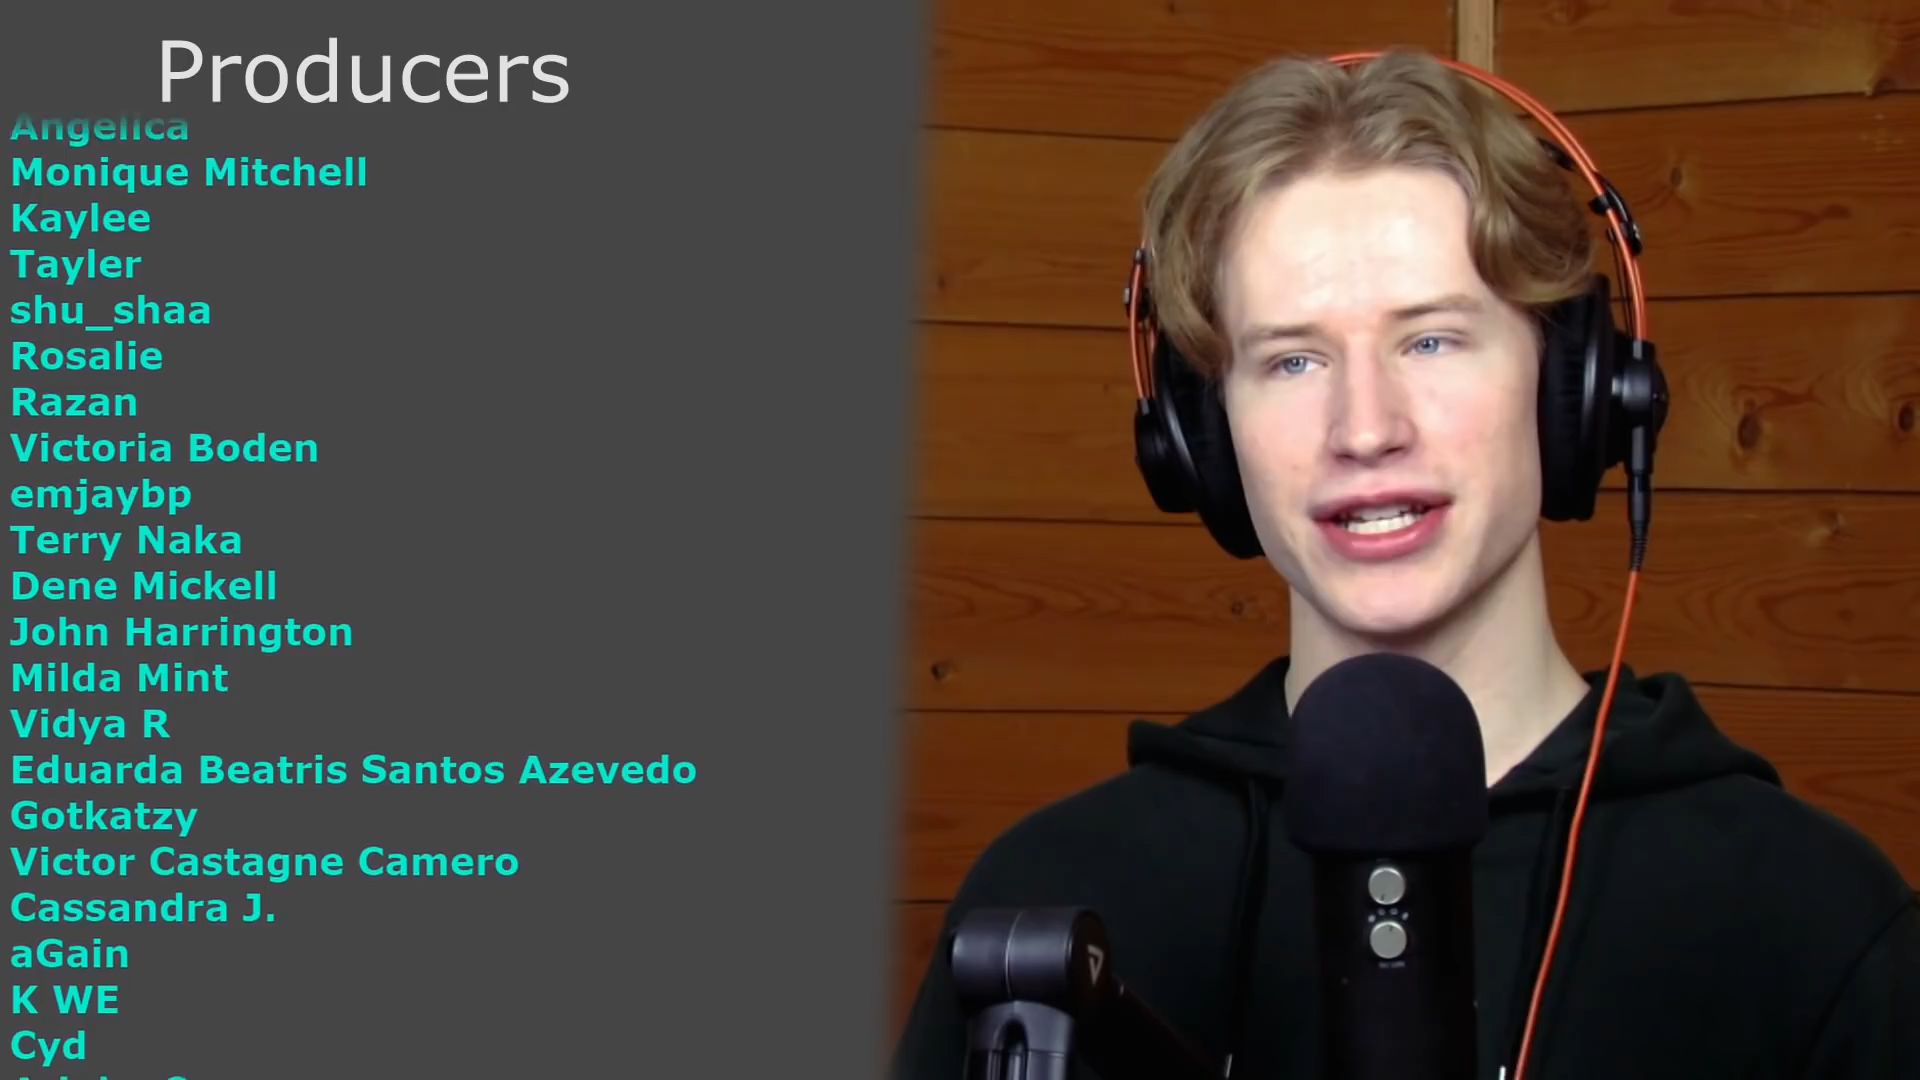 Producers
Angelica
Monique Mitchell
Kaylee
Tayler
shu_shaa
Rosalie
Razan
Victoria Boden
emjaybp
Terry Naka
Dene Mickell
John Harrington
Milda Mint
Vidya R
Eduarda Beatris Santos Azevedo
Gotkatzy
Victor Castagne Camero
Cassandra J.
aGain
K WE
Cyd